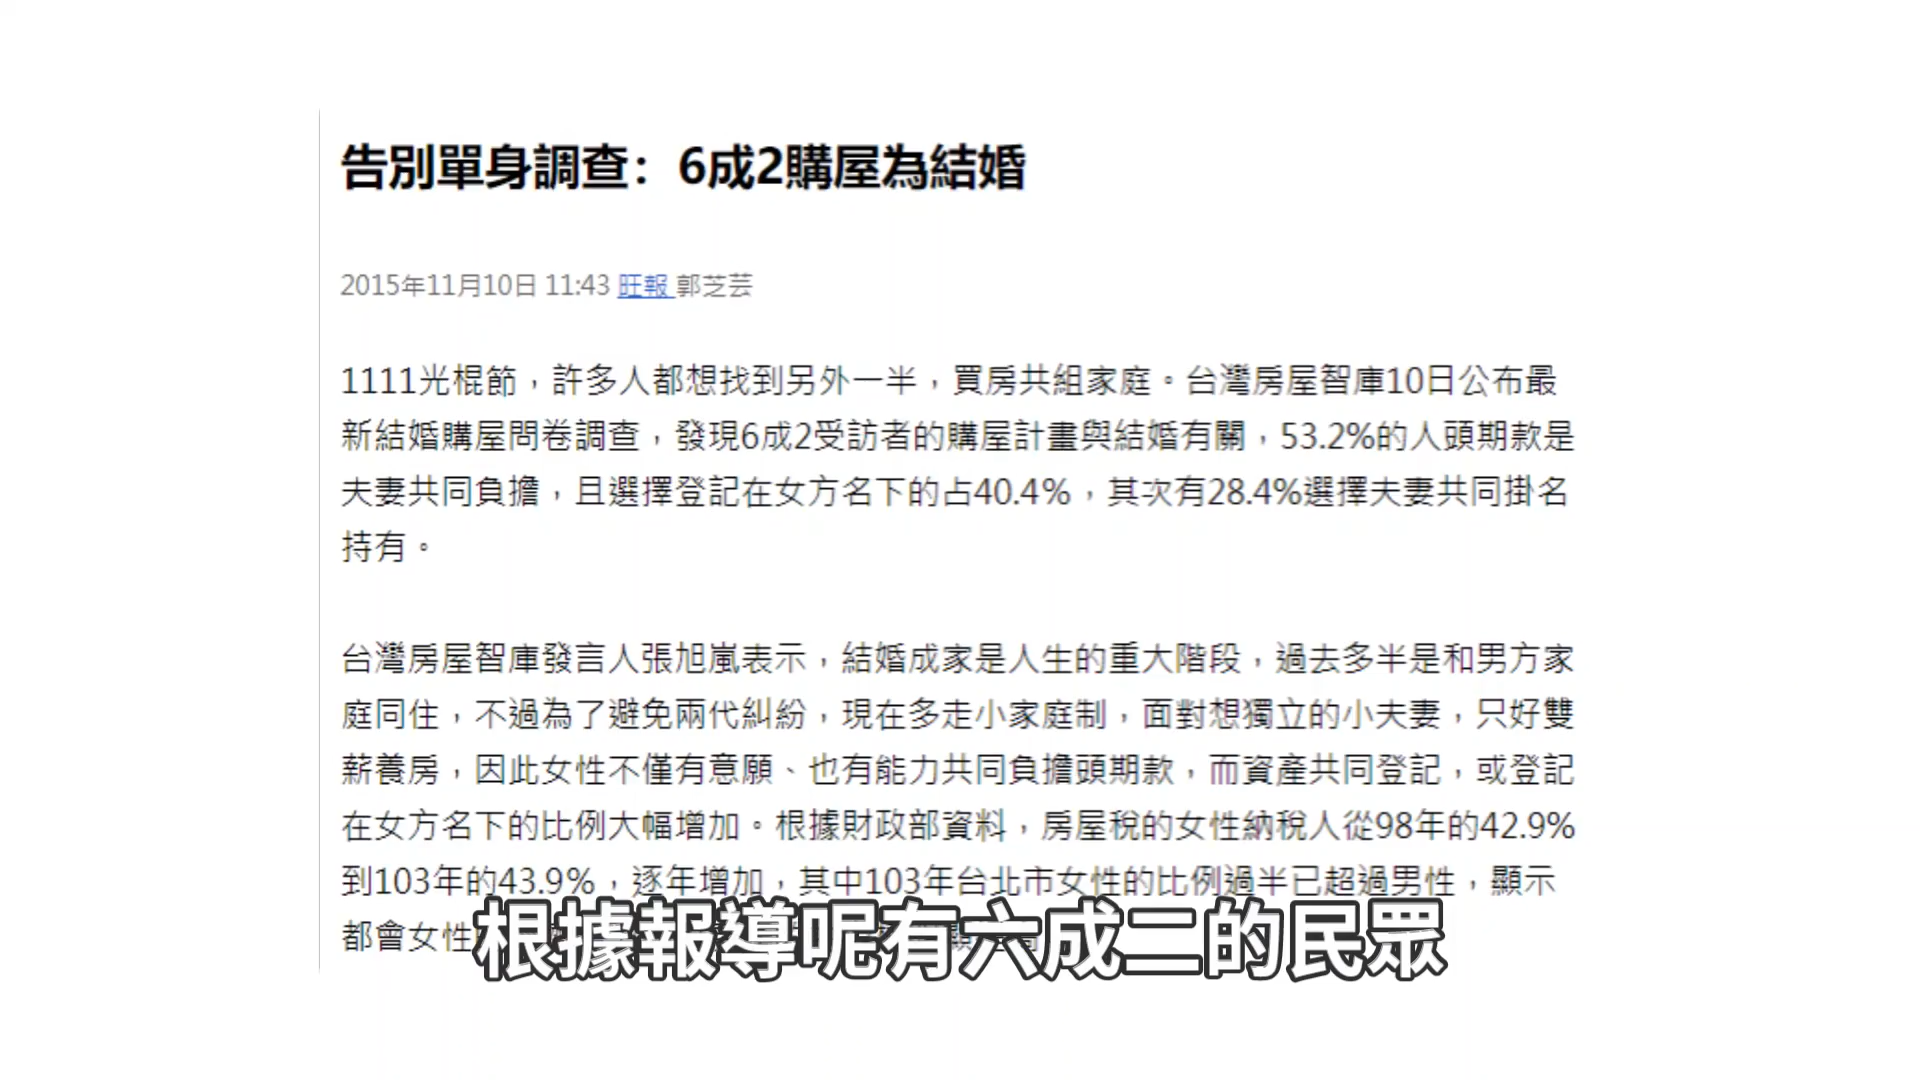 告別單身調查：6成2購屋為結婚
2015年11月10日 11:43 旺報 郭芝芸
1111光棍節，許多人都想找到另外一半，買房共組家庭。台灣房屋智庫10日公布最
新結婚購屋問卷調查，發現6成2受訪者的購屋計畫與結婚有關，53.2%的人頭期款是
夫妻共同負擔，且選擇登記在女方名下的占40.4%，其次有28.4%選擇夫妻共同掛名
持有。
台灣房屋智庫發言人張旭嵐表示，結婚成家是人生的重大階段，過去多半是和男方家
庭同住，不過為了避免兩代糾紛，現在多走小家庭制，面對想獨立的小夫妻，只好雙
薪養房，因此女性不僅有意願、也有能力共同負擔頭期款，而資產共同登記，或登記
在女方名下的比例大幅增加。根據財政部資料，房屋稅的女性納稅人從98年的42.9%
到103年的43.9%，逐年增加，其中103年台北市女性的比例過半已超過男性，顯示
都會女性
根據報導呢有六成二的民眾